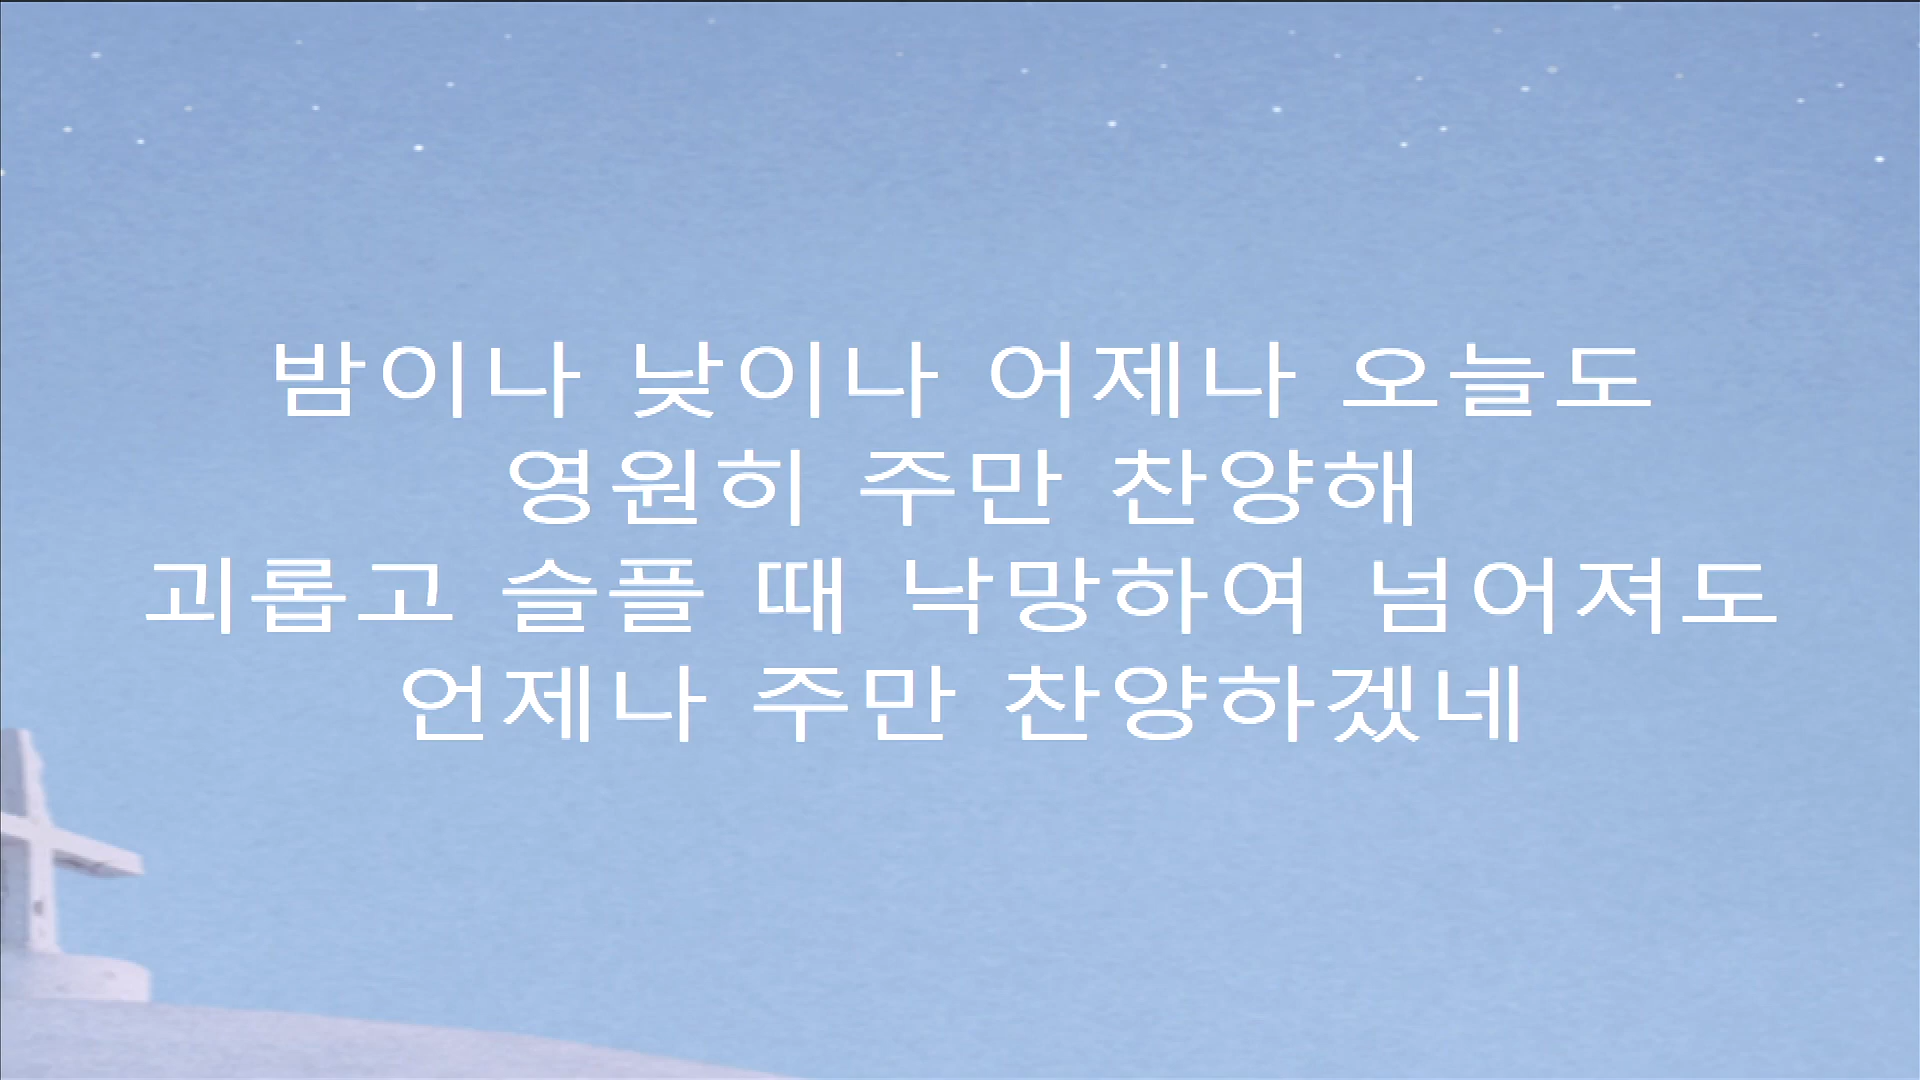 밤이나 낮이나 어제나 오늘도
영원히 주만 찬양해
괴롭고 슬플 때 낙망하여 넘어져도
언제나 주만 찬양하겠네